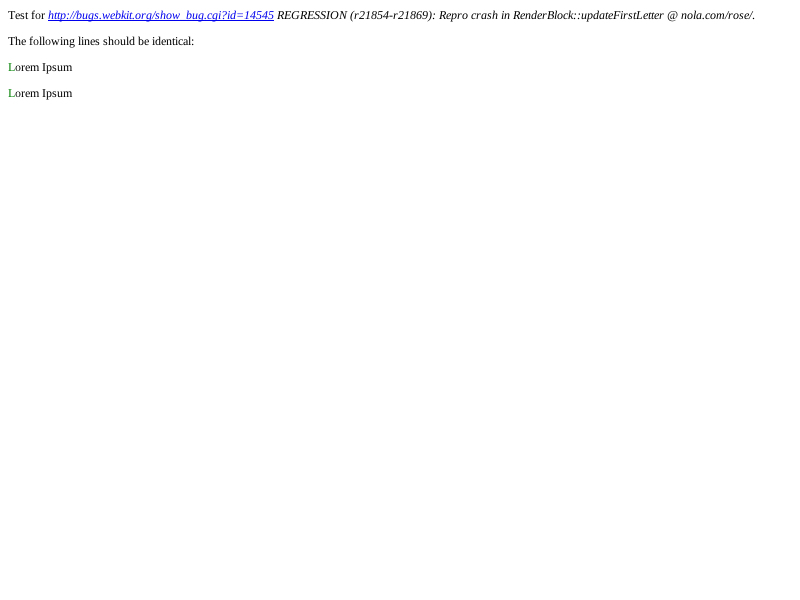 Test for http://bugs.webkit.org/show_bug.cgi?id=14545 REGRESSION (r21854-r21869): Repro crash in RenderBlock::updateFirstLetter @ nola.com/rose/.
The following lines should be identical:
Lorem Ipsum
Lorem Ipsum